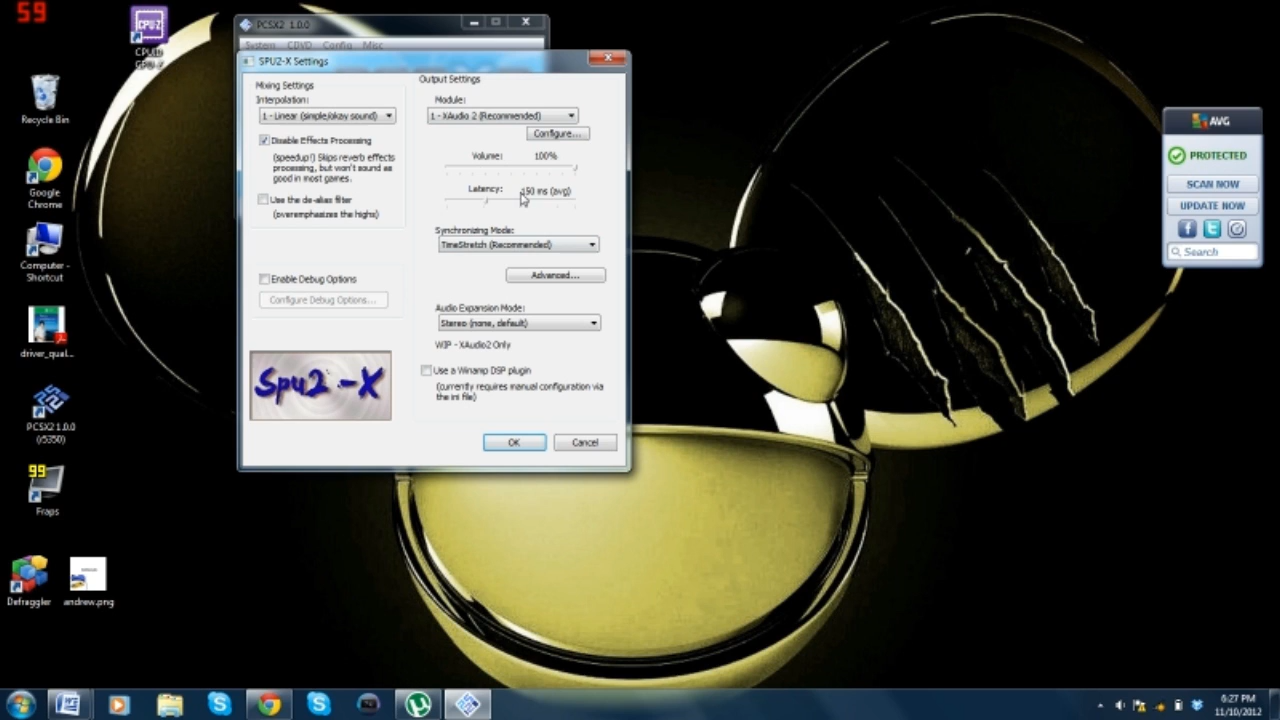 59
CPUID
CPU-Z
Recycle Bin
Google
Chrome
Computer -
Shortcut
driver_qual...
PCSX2 1.0.0
(r5350)
99
Fraps
Defraggler
andrew.png
PCSX2 1.0.0
System CDVD Config Misc
SPU2-X Settings
Mixing Settings
Interpolation:
1 - Linear (simple/okay sound)
Disable Effects Processing
(speedup!) Skips reverb effects
processing, but won't sound as
good in most games.
Use the de-alias filter
(overemphasizes the highs)
Enable Debug Options
Configure Debug Options...
Spu2-X
Output Settings
Module:
1 - XAudio 2 (Recommended)
Configure...
Volume: 100%
Latency: 150 ms (avg)
Synchronizing Mode:
TimeStretch (Recommended)
Advanced...
Audio Expansion Mode:
Stereo (none, default)
WIP - XAudio2 Only
Use a Winamp DSP plugin
(currently requires manual configuration via
the ini file)
OK Cancel
AVG
PROTECTED
SCAN NOW
UPDATE NOW
Search
6:27 PM
11/10/2012